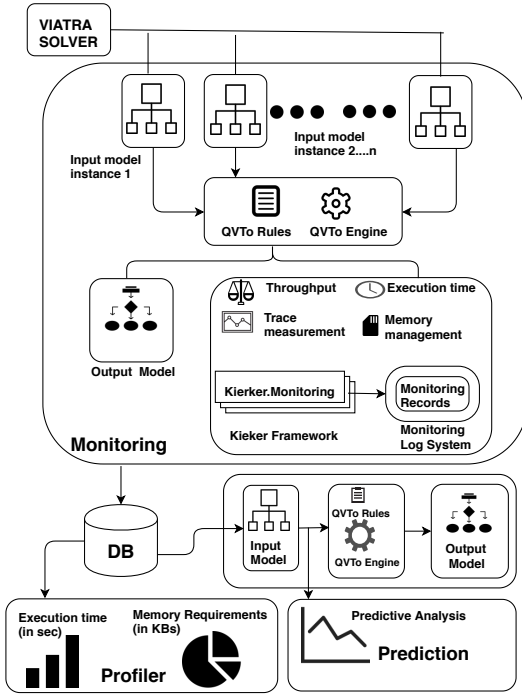 VIATRA
SOLVER
Input model
instance 1
Input model
instance 2....n
QVTo Rules
QVTo Engine
Output Model
Throughput
Execution time
Trace
measurement
Memory
management
Kierker.Monitoring
Monitoring
Records
Kieker Framework
Monitoring
Log System
Monitoring
DB
Input
Model
QVTo Rules
QVTo Engine
Output
Model
Execution time
(in sec)
Memory Requirements
(in KBs)
Profiler
Predictive Analysis
Prediction